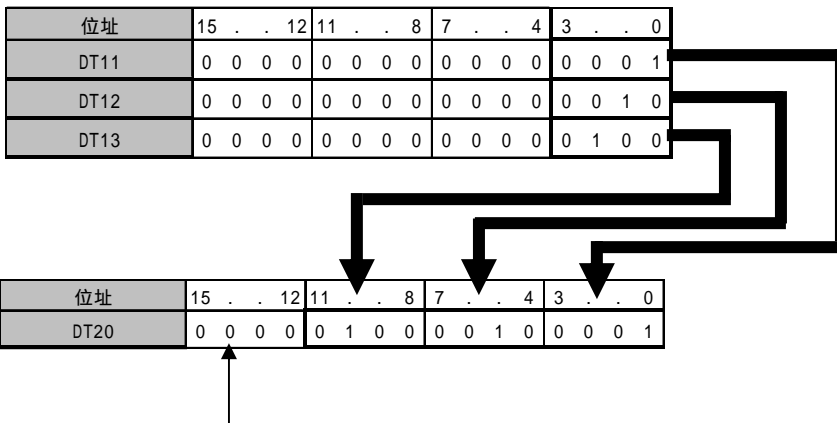 位址 15 . . 12 11 . . 8 7 . . 4 3 . . 0
DT11 0 0 0 0 0 0 0 0 0 0 0 0 0 0 0 1
DT12 0 0 0 0 0 0 0 0 0 0 0 0 0 0 1 0
DT13 0 0 0 0 0 0 0 0 0 0 0 0 0 1 0 0
位址 15 . . 12 11 . . 8 7 . . 4 3 . . 0
DT20 0 0 0 0 0 1 0 0 0 0 1 0 0 0 0 1